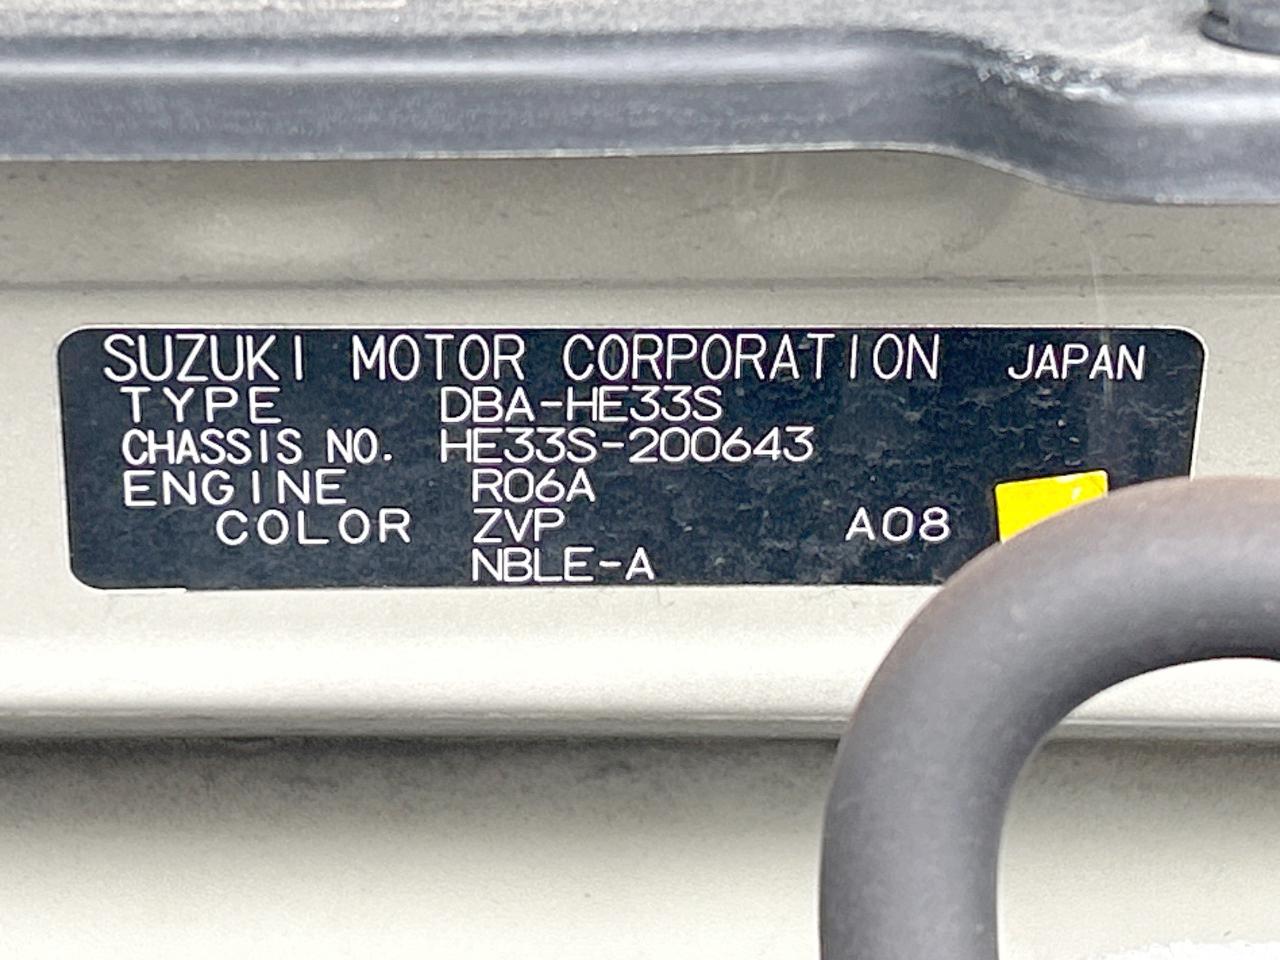 SUZUKI MOTOR CORPORATION JAPAN
TYPE DBA-HE33S
CHASSIS NO. HE33S-200643
ENGINE R06A
COLOR ZVP A08
NBLE-A